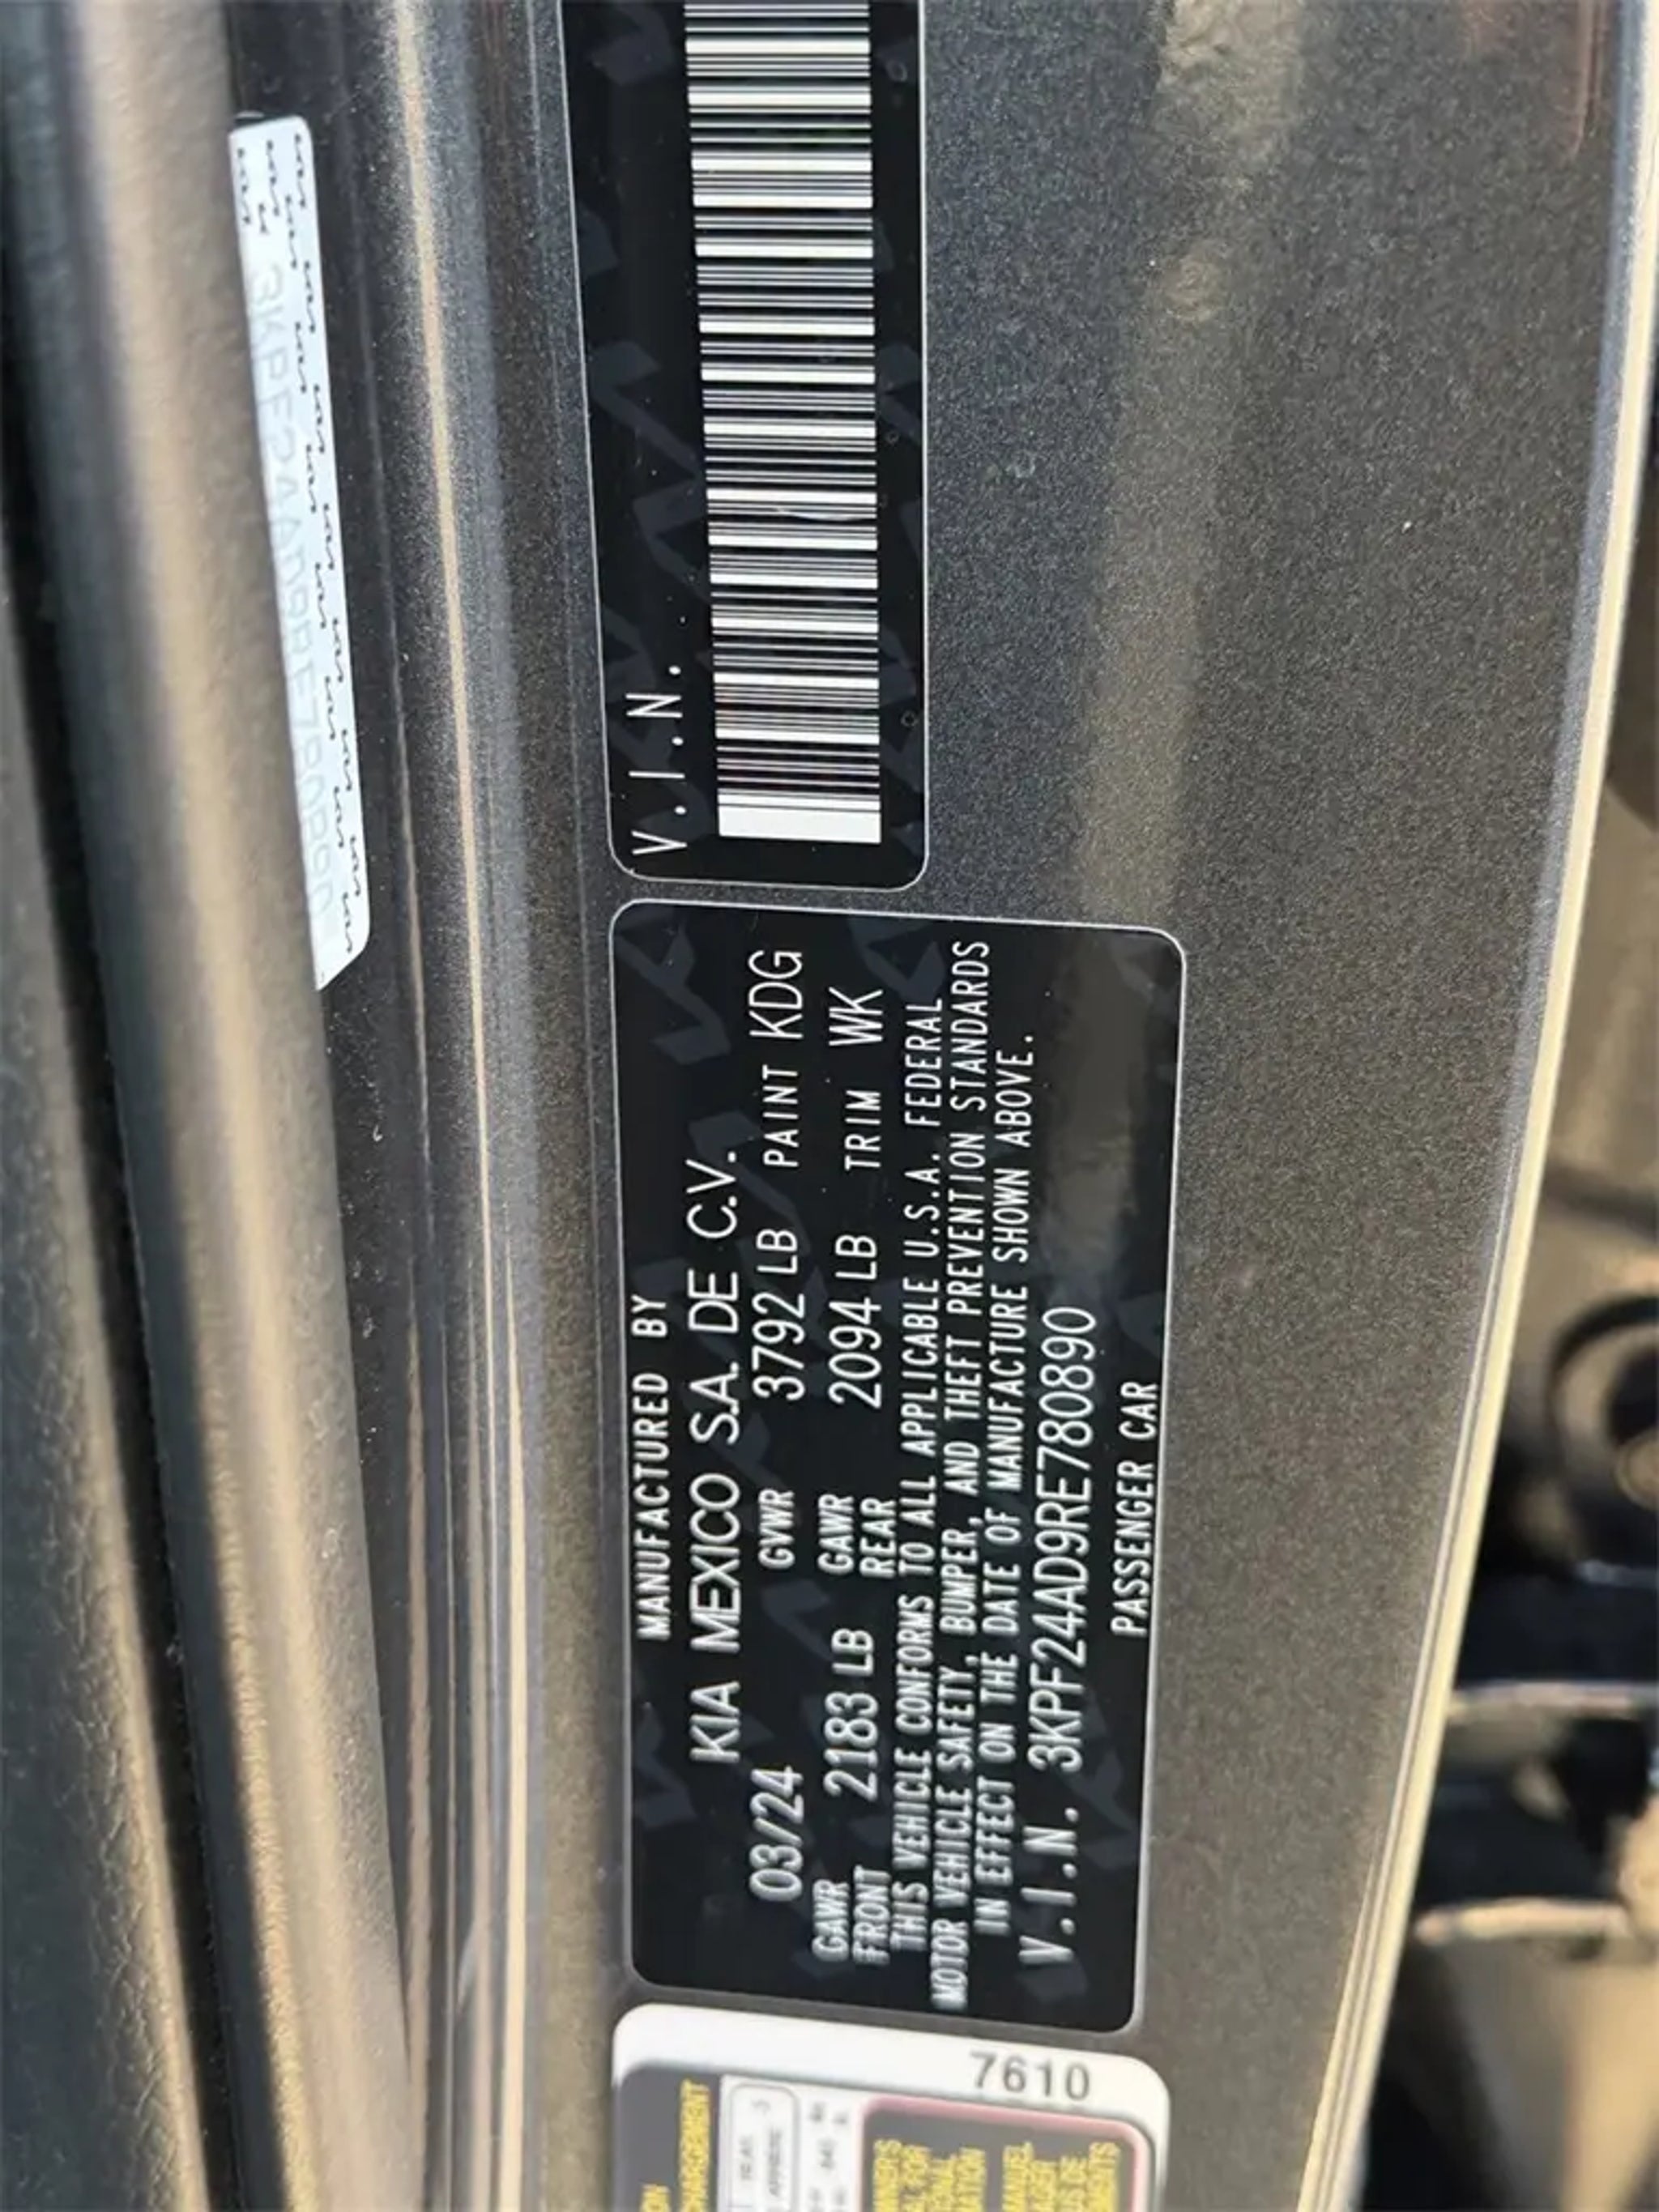 MANUFACTURED BY
KIA MEXICO S.A. DE C.V.
03/24 GVWR 3792 LB PAINT KDG
GAWR FRONT 2183 LB GAWR REAR 2094 LB TRIM WK
THIS VEHICLE CONFORMS TO ALL APPLICABLE U.S.A. FEDERAL
MOTOR VEHICLE SAFETY, BUMPER, AND THEFT PREVENTION STANDARDS
IN EFFECT ON THE DATE OF MANUFACTURE SHOWN ABOVE.
V.I.N. 3KPF24AD9RE780890
PASSENGER CAR
V.I.N.
7610